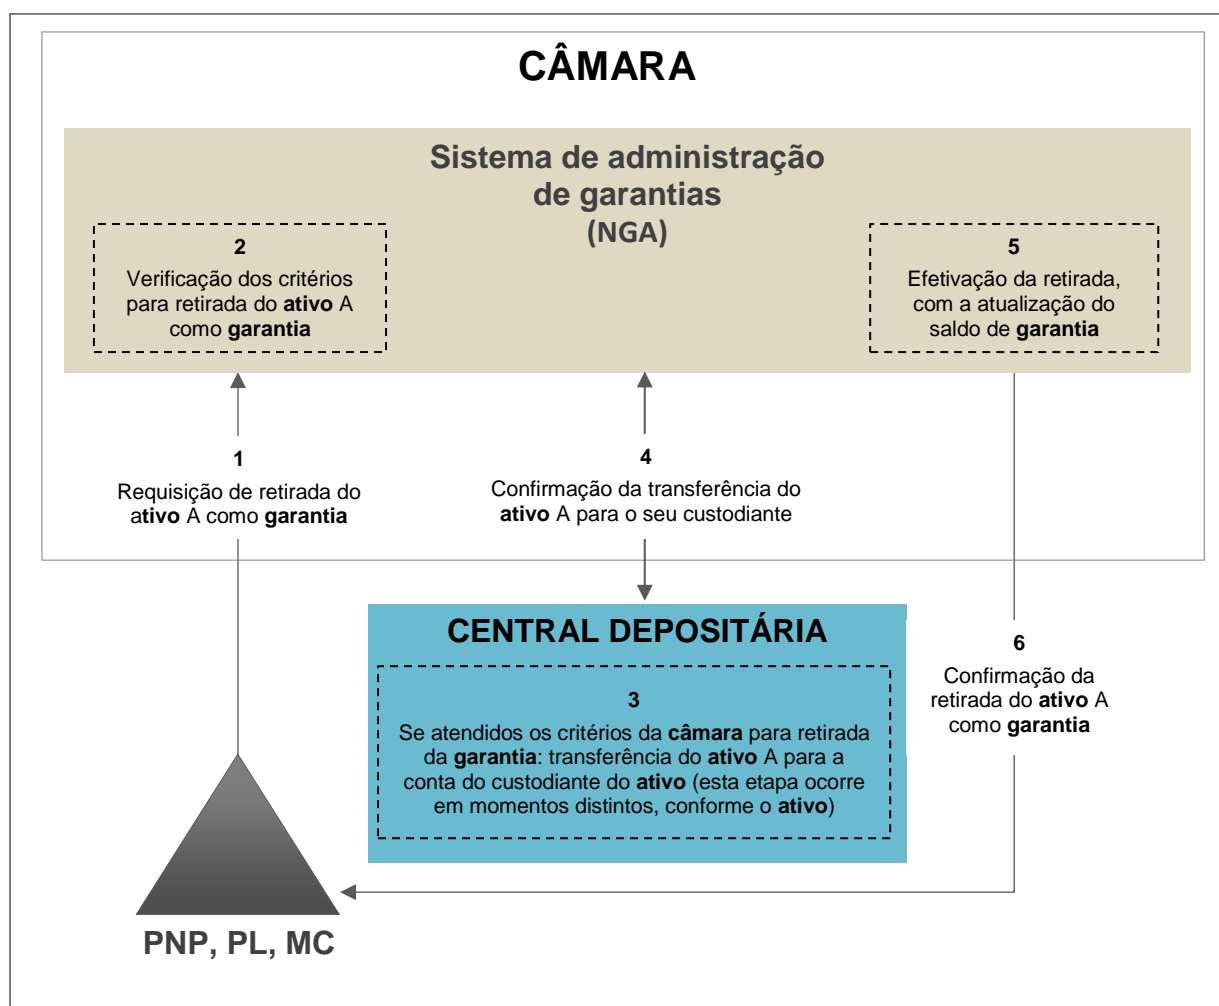 CÂMARA
Sistema de administração
de garantias
(NGA)
2
Verificação dos critérios
para retirada do ativo A
como garantia
5
Efetivação da retirada,
com a atualização do
saldo de garantia
1
Requisição de retirada do
ativo A como garantia
4
Confirmação da transferência do
ativo A para o seu custodiante
CENTRAL DEPOSITÁRIA
3
Se atendidos os critérios da câmara para retirada
da garantia: transferência do ativo A para a
conta do custodiante do ativo (esta etapa ocorre
em momentos distintos, conforme o ativo)
6
Confirmação da
retirada do ativo A
como garantia
PNP, PL, MC